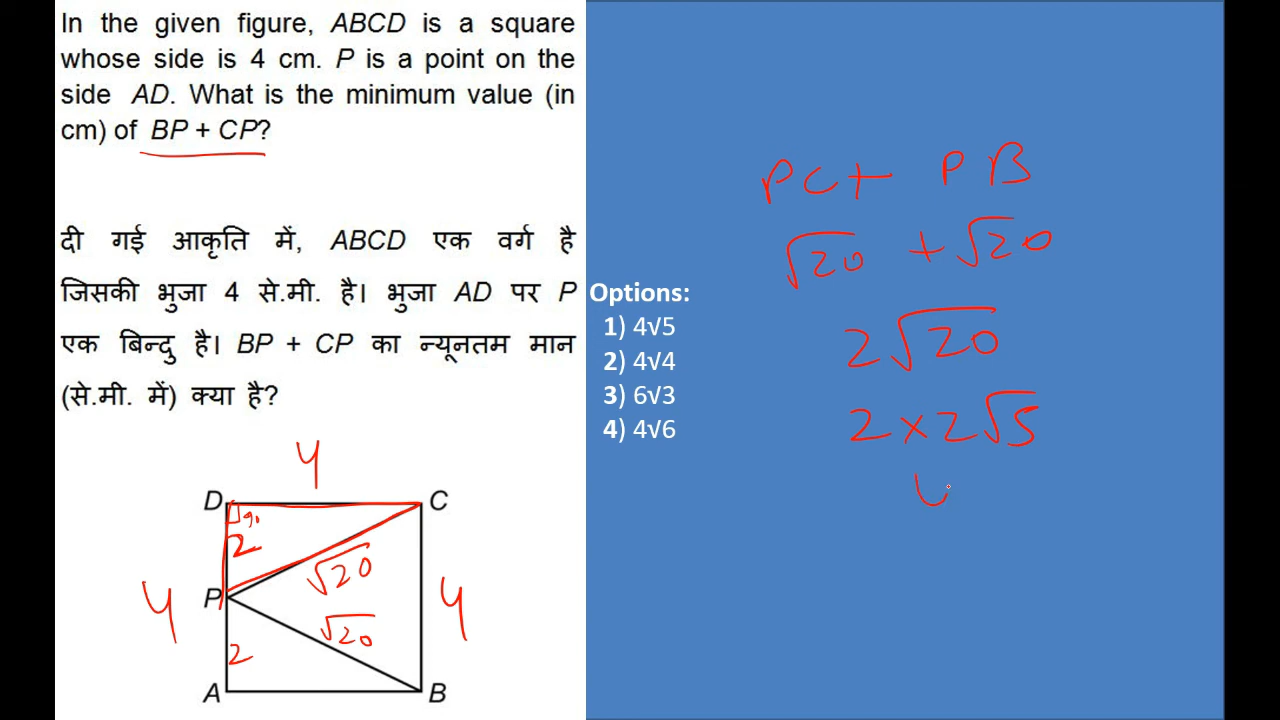 In the given figure, ABCD is a square
whose side is 4 cm. P is a point on the
side AD. What is the minimum value (in
cm) of BP + CP?
दी गई आकृति में, ABCD एक वर्ग है
जिसकी भुजा 4 से.मी. है। भुजा AD पर P
एक बिन्दु है। BP + CP का न्यूनतम मान
(से.मी. में) क्या है?
4
D
C
90
2
√20
4
P
4
√20
2
A
B
Options:
1) 4√5
2) 4√4
3) 6√3
4) 4√6
PC + PB
√20 + √20
2√20
2 × 2√5